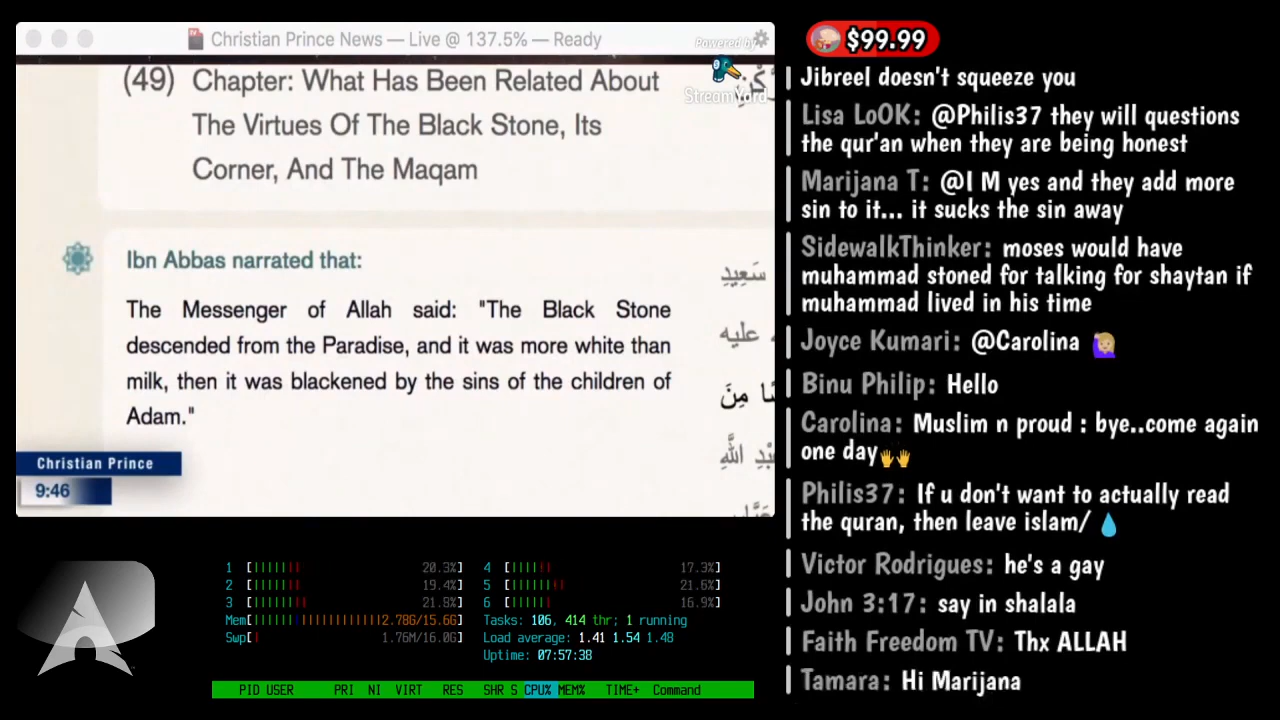 Christian Prince News — Live @ 137.5% — Ready
Powered by
StreamYard
(49) Chapter: What Has Been Related About
The Virtues Of The Black Stone, Its
Corner, And The Maqam
Ibn Abbas narrated that:
The Messenger of Allah said: "The Black Stone
descended from the Paradise, and it was more white than
milk, then it was blackened by the sins of the children of
Adam."
سَعِيدِ
عليه
مِنَ
اللَّهِ
Christian Prince
9:46
$99.99
Jibreel doesn't squeeze you
Lisa LoOK: @Philis37 they will questions
the qur'an when they are being honest
Marijana T: @I M yes and they add more
sin to it... it sucks the sin away
SidewalkThinker: moses would have
muhammad stoned for talking for shaytan if
muhammad lived in his time
Joyce Kumari: @Carolina 🙋🏼‍♀️
Binu Philip: Hello
Carolina: Muslim n proud : bye..come again
one day🙌
Philis37: If u don't want to actually read
the quran, then leave islam/ 💧
Victor Rodrigues: he's a gay
John 3:17: say in shalala
Faith Freedom TV: Thx ALLAH
Tamara: Hi Marijana
1 [|||||||| 20.3%] 4 [|||||| 17.3%]
2 [|||||||| 19.4%] 5 [||||||||| 21.6%]
3 [||||||||| 21.8%] 6 [|||||| 16.9%]
Mem[||||||||||||||||||||2.78G/15.6G] Tasks: 106, 414 thr; 1 running
Swp[| 1.76M/16.0G] Load average: 1.41 1.54 1.48
Uptime: 07:57:38
PID USER PRI NI VIRT RES SHR S CPU% MEM% TIME+ Command